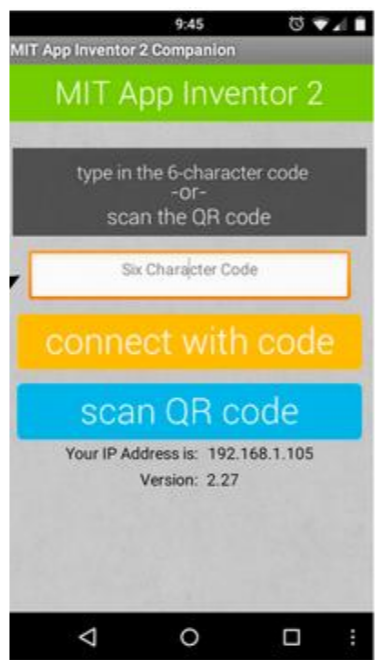 9:45
MIT App Inventor 2 Companion
MIT App Inventor 2
type in the 6-character code
-or-
scan the QR code
Six Character Code
connect with code
scan QR code
Your IP Address is: 192.168.1.105
Version: 2.27